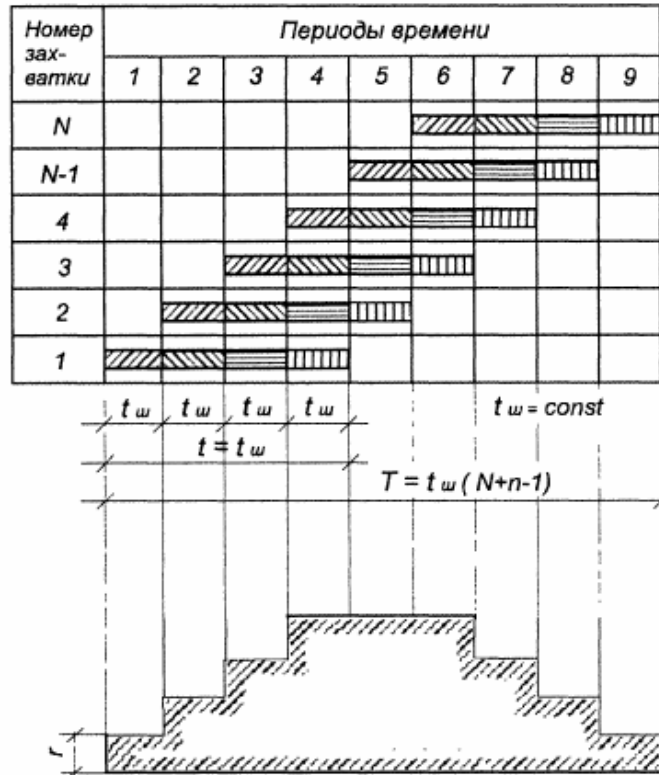 Номер зах- ватки
Периоды времени
1 2 3 4 5 6 7 8 9
N
N-1
4
3
2
1
t ш t ш t ш t ш
t ш = const
t = t ш
T = t ш ( N+n-1)
r